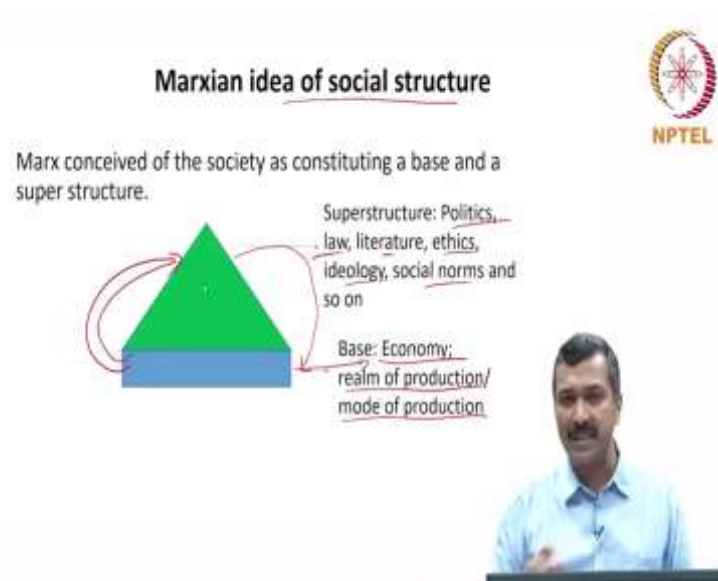 Marxian idea of social structure
NPTEL
Marx conceived of the society as constituting a base and a
super structure.
Superstructure: Politics,
law, literature, ethics,
ideology, social norms and
so on
Base: Economy;
realm of production/
mode of production